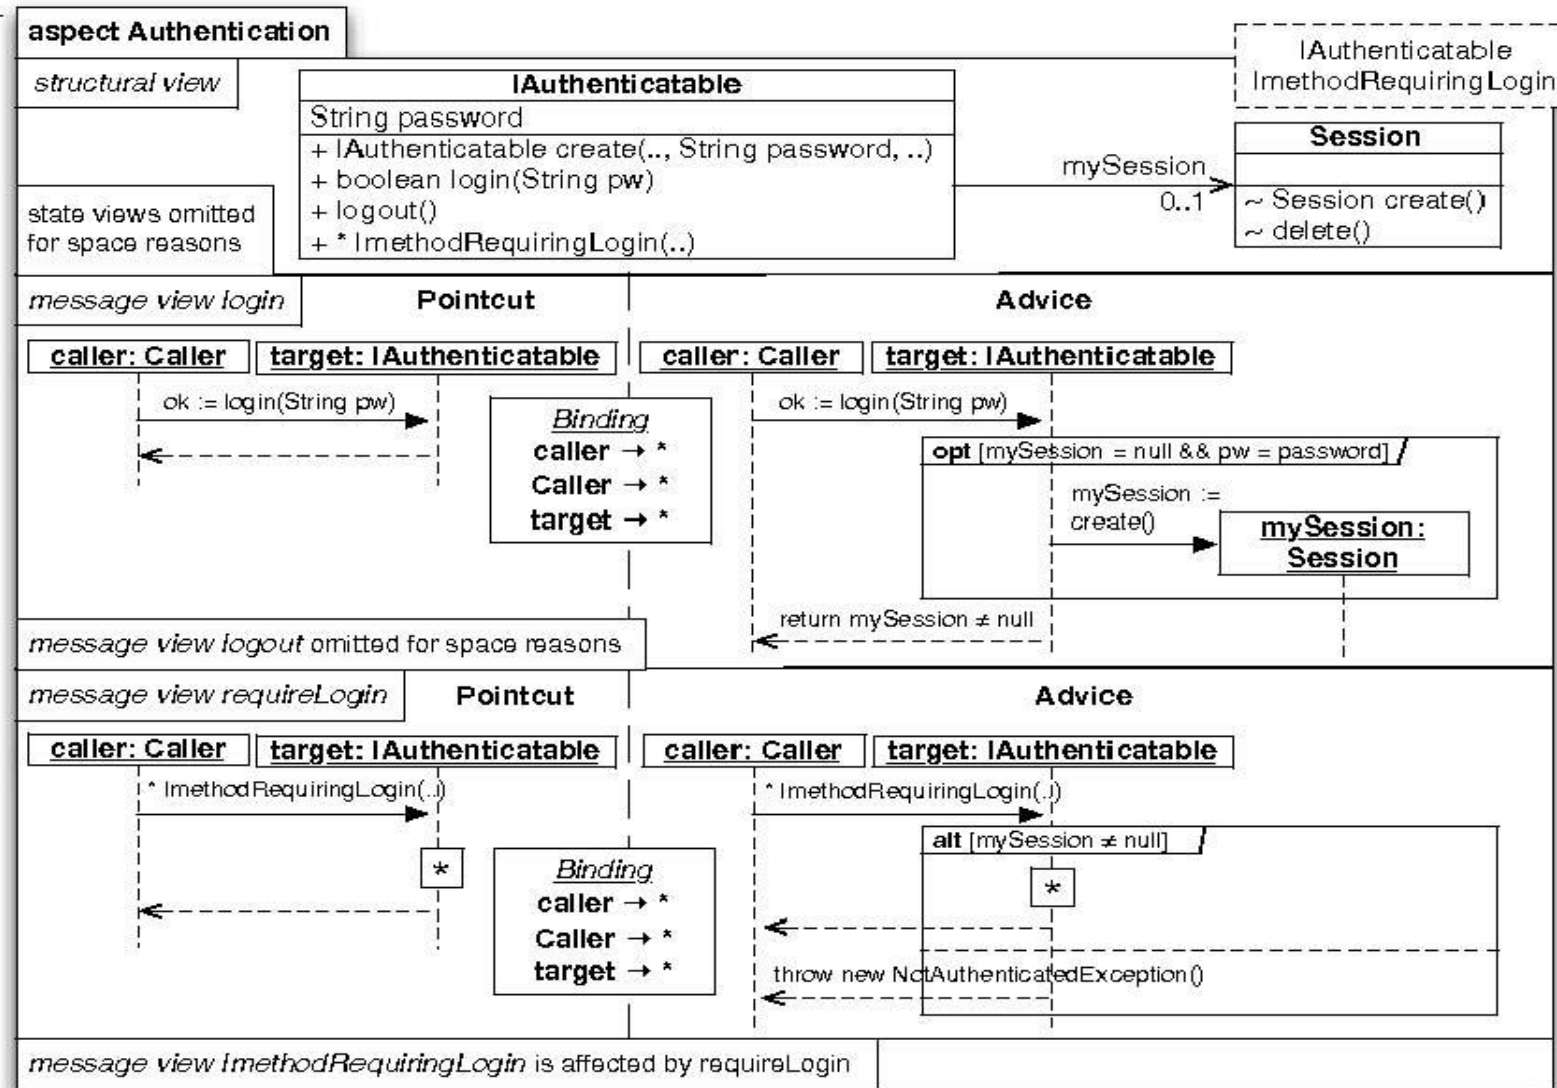 aspect Authentication
IAuthenticatable
ImethodRequiringLogin
structural view
IAuthenticatable
String password
+ IAuthenticatable create(.., String password, ..)
+ boolean login(String pw)
+ logout()
+ * ImethodRequiringLogin(..)
mySession
0..1
Session
~ Session create()
~ delete()
state views omitted
for space reasons
message view login
Pointcut
Advice
caller: Caller
target: IAuthenticatable
ok := login(String pw)
Binding
caller → *
Caller → *
target → *
caller: Caller
target: IAuthenticatable
ok := login(String pw)
opt [mySession = null && pw = password]
mySession :=
create()
mySession:
Session
return mySession ≠ null
message view logout omitted for space reasons
message view requireLogin
Pointcut
Advice
caller: Caller
target: IAuthenticatable
* ImethodRequiringLogin(..)
*
Binding
caller → *
Caller → *
target → *
caller: Caller
target: IAuthenticatable
* ImethodRequiringLogin(..)
alt [mySession ≠ null]
*
throw new NotAuthenticatedException()
message view ImethodRequiringLogin is affected by requireLogin